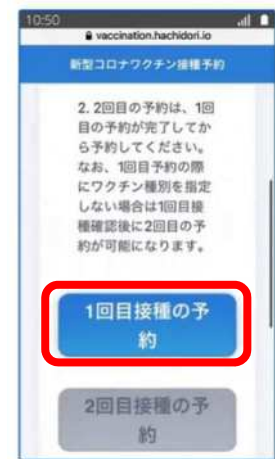 10:50
vaccination.hachidori.io
新型コロナワクチン接種予約
2. 2回目の予約は、1回
目の予約が完了してか
ら予約してください。
なお、1回目予約の際
にワクチン種別を指定
しない場合は1回目接
種確認後に2回目の予
約が可能になります。
1回目接種の予
約
2回目接種の予
約